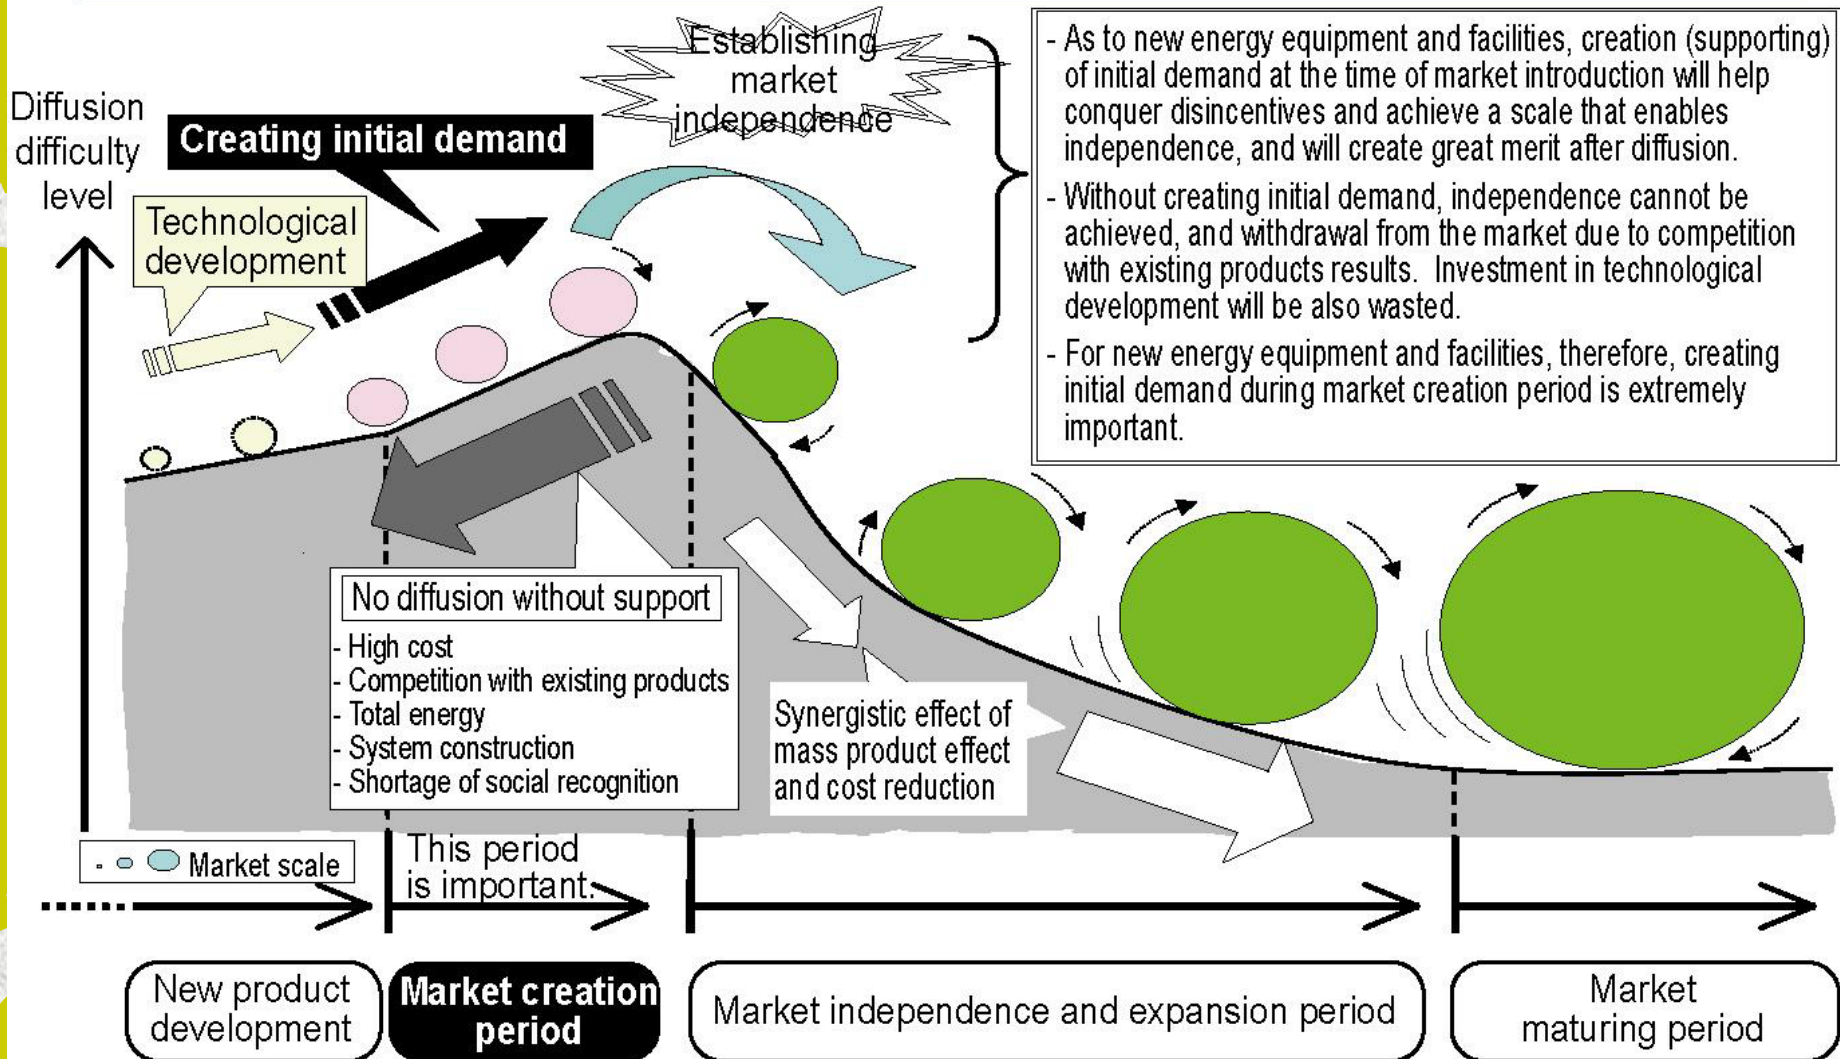 Establishing
market
independence
- As to new energy equipment and facilities, creation (supporting)
of initial demand at the time of market introduction will help
conquer disincentives and achieve a scale that enables
independence, and will create great merit after diffusion.
- Without creating initial demand, independence cannot be
achieved, and withdrawal from the market due to competition
with existing products results.  Investment in technological
development will be also wasted.
- For new energy equipment and facilities, therefore, creating
initial demand during market creation period is extremely
important.
Diffusion
difficulty
level
Creating initial demand
Technological
development
No diffusion without support
- High cost
- Competition with existing products
- Total energy
- System construction
- Shortage of social recognition
Synergistic effect of
mass product effect
and cost reduction
Market scale
This period
is important.
New product
development
Market creation
period
Market independence and expansion period
Market
maturing period